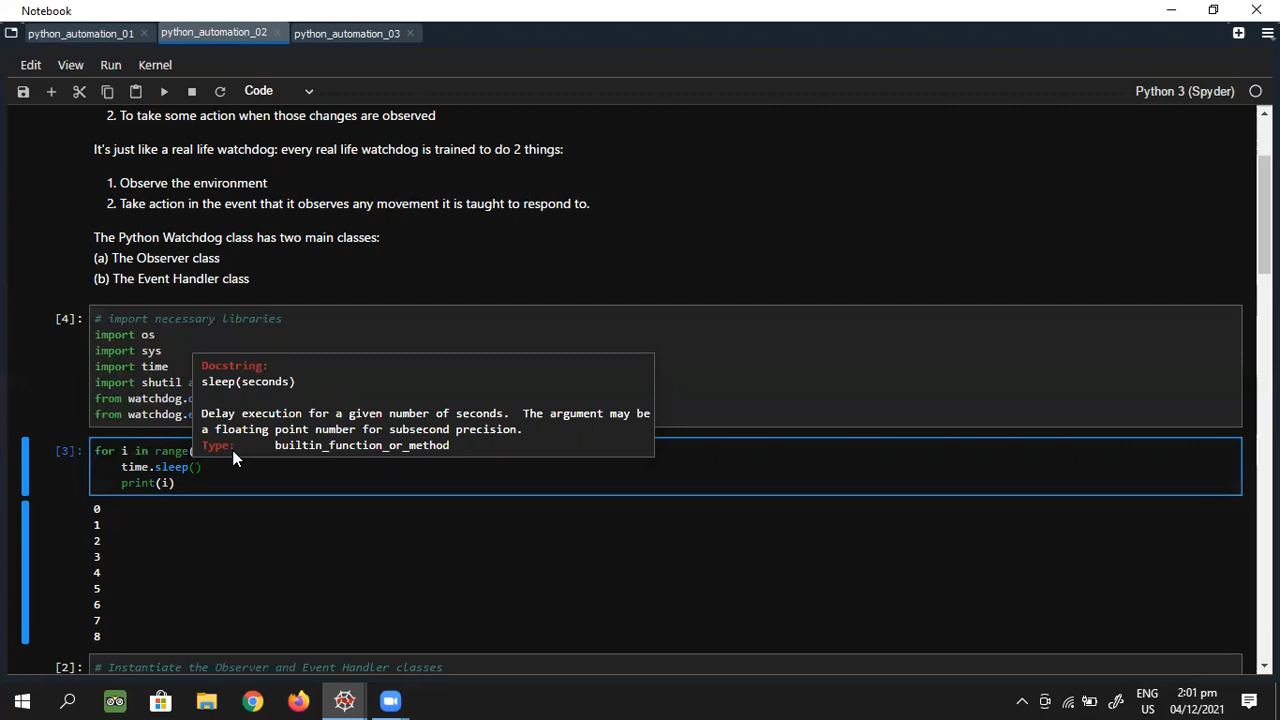 Notebook
python_automation_01
python_automation_02
python_automation_03
Edit View Run Kernel
Code
Python 3 (Spyder)
2. To take some action when those changes are observed
It's just like a real life watchdog: every real life watchdog is trained to do 2 things:
1. Observe the environment
2. Take action in the event that it observes any movement it is taught to respond to.
The Python Watchdog class has two main classes:
(a) The Observer class
(b) The Event Handler class
[4]: # import necessary libraries
import os
import sys
import time
import shutil
from watchdog.
from watchdog.
Docstring:
sleep(seconds)
Delay execution for a given number of seconds. The argument may be
a floating point number for subsecond precision.
Type: builtin_function_or_method
[3]: for i in range(
time.sleep()
print(i)
0
1
2
3
4
5
6
7
8
[2]: # Instantiate the Observer and Event Handler classes
ENG
US
2:01 pm
04/12/2021